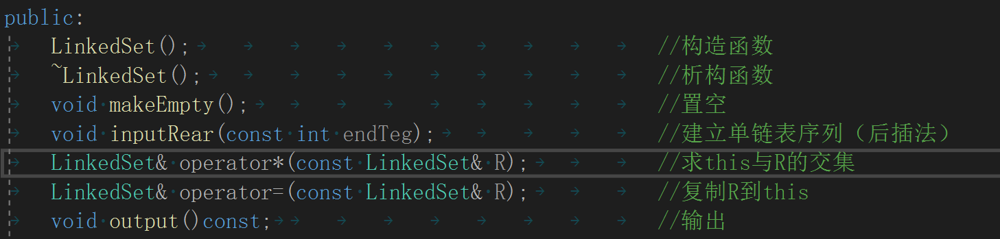 public:
LinkedSet(); //构造函数
~LinkedSet(); //析构函数
void makeEmpty(); //置空
void inputRear(const int endTeg); //建立单链表序列（后插法）
LinkedSet& operator*(const LinkedSet& R); //求this与R的交集
LinkedSet& operator=(const LinkedSet& R); //复制R到this
void output()const; //输出